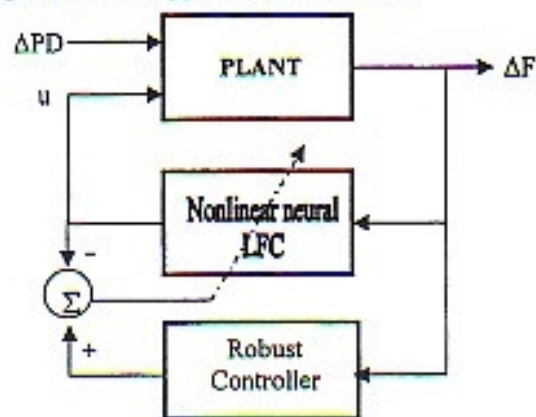 ΔPD
PLANT
ΔF
u
Nonlinear neural
LFC
-
Σ
+
Robust
Controller